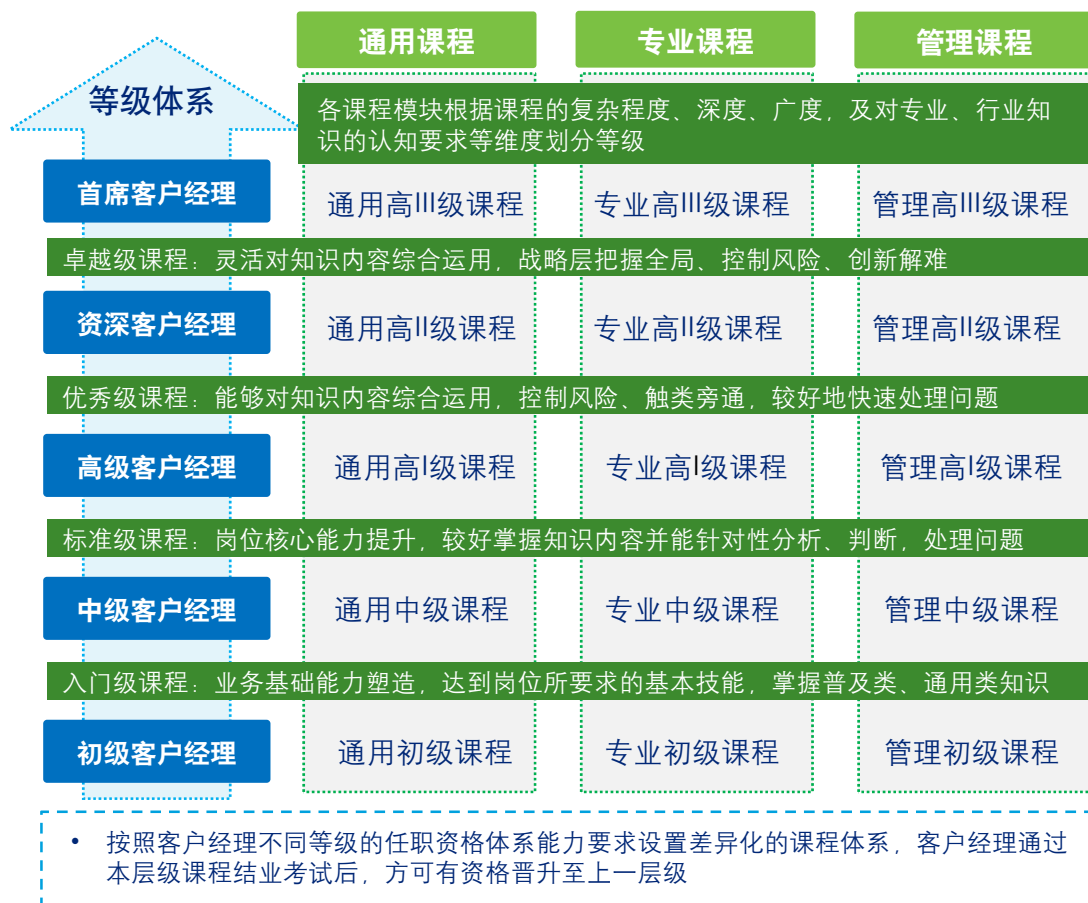 通用课程 专业课程 管理课程
等级体系
各课程模块根据课程的复杂程度、深度、广度，及对专业、行业知
识的认知要求等维度划分等级
首席客户经理 通用高III级课程 专业高III级课程 管理高III级课程
卓越级课程：灵活对知识内容综合运用，战略层把握全局、控制风险、创新解难
资深客户经理 通用高II级课程 专业高II级课程 管理高II级课程
优秀级课程：能够对知识内容综合运用，控制风险、触类旁通，较好地快速处理问题
高级客户经理 通用高I级课程 专业高I级课程 管理高I级课程
标准级课程：岗位核心能力提升，较好掌握知识内容并能针对性分析、判断，处理问题
中级客户经理 通用中级课程 专业中级课程 管理中级课程
入门级课程：业务基础能力塑造，达到岗位所要求的基本技能，掌握普及类、通用类知识
初级客户经理 通用初级课程 专业初级课程 管理初级课程
• 按照客户经理不同等级的任职资格体系能力要求设置差异化的课程体系，客户经理通过
本层级课程结业考试后，方可有资格晋升至上一层级